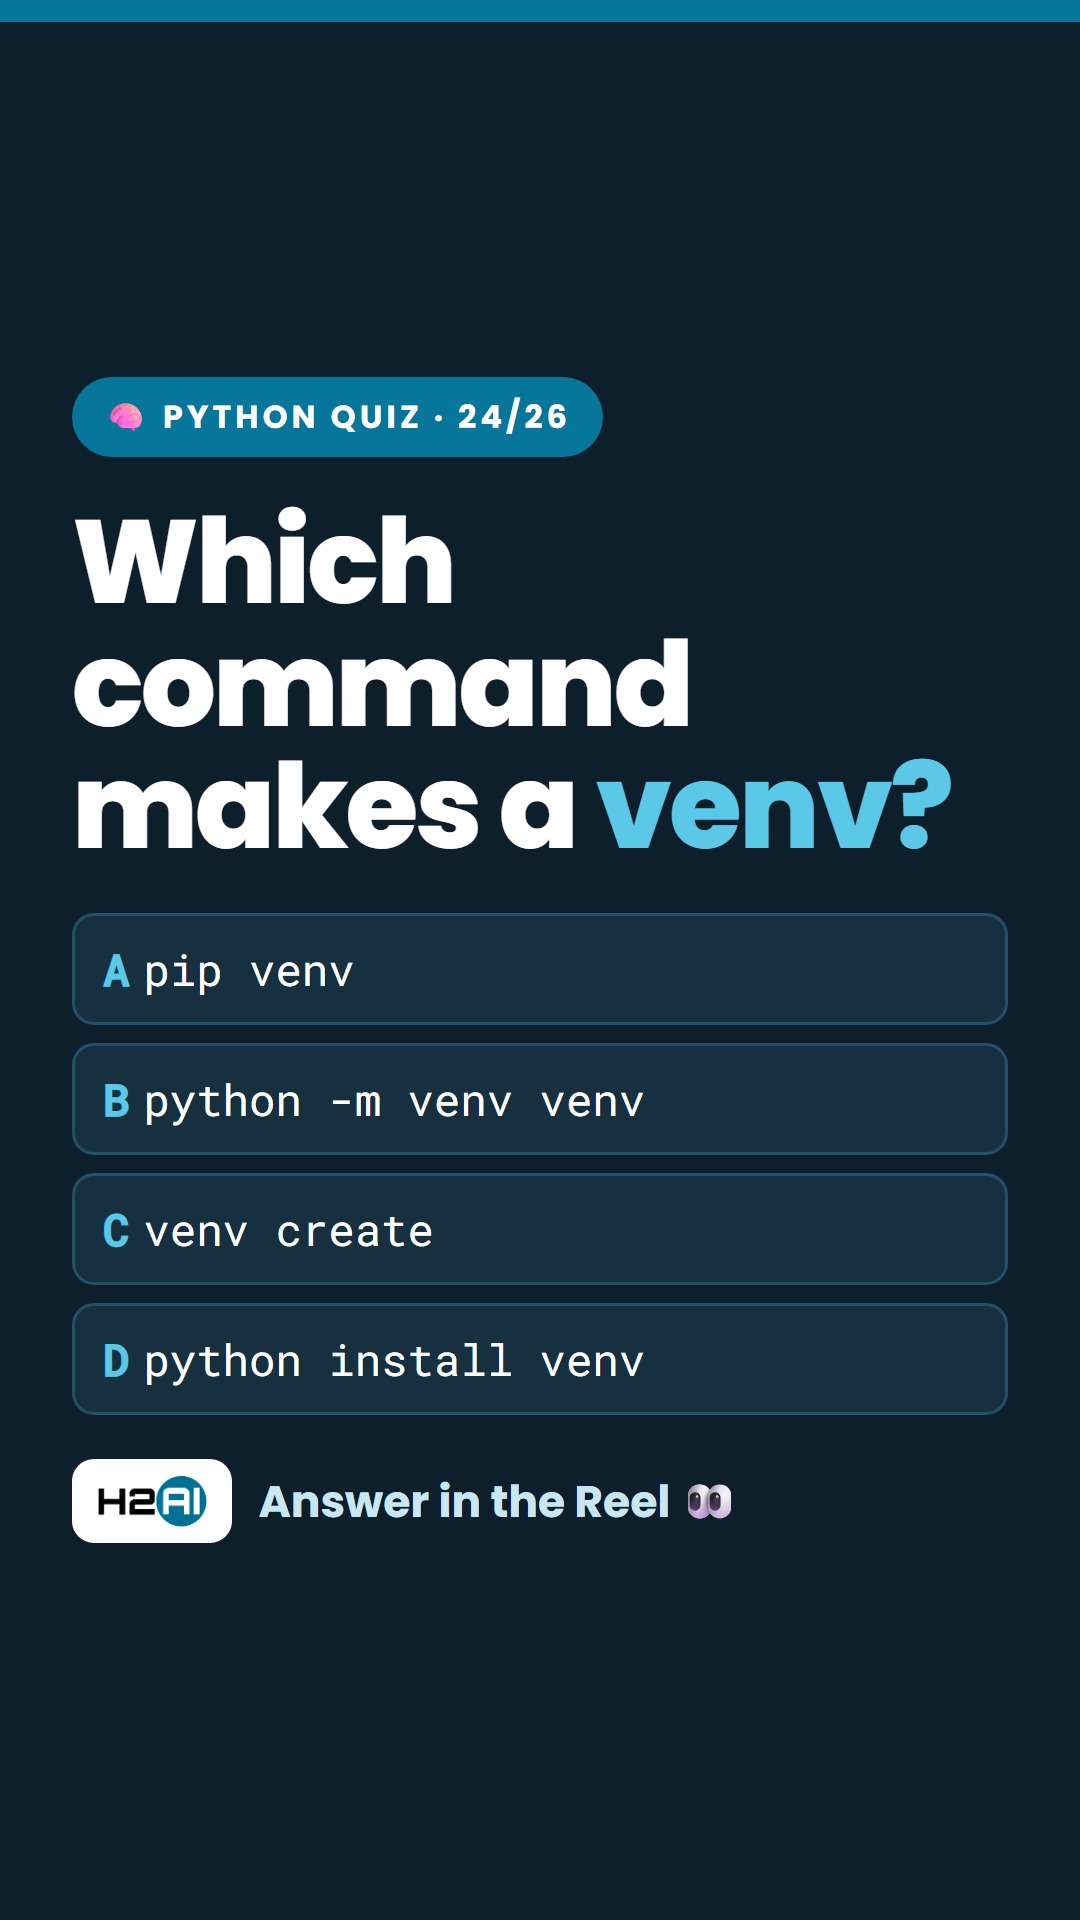 🧠 PYTHON QUIZ · 24/26
Which
command
makes a venv?
A pip venv
B python -m venv venv
C venv create
D python install venv
H2AI Answer in the Reel 👀